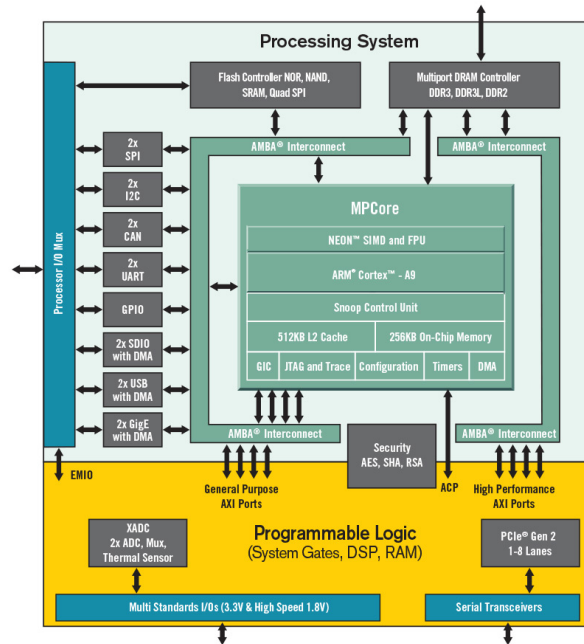 Processing System
Flash Controller NOR, NAND,
SRAM, Quad SPI
Multiport DRAM Controller
DDR3, DDR3L, DDR2
Processor I/O Mux
2x
SPI
2x
I2C
2x
CAN
2x
UART
GPIO
2x SDIO
with DMA
2x USB
with DMA
2x GigE
with DMA
AMBA® Interconnect
AMBA® Interconnect
MPCore
NEON™ SIMD and FPU
ARM® Cortex™ - A9
Snoop Control Unit
512KB L2 Cache
256KB On-Chip Memory
GIC
JTAG and Trace
Configuration
Timers
DMA
AMBA® Interconnect
AMBA® Interconnect
Security
AES, SHA, RSA
EMIO
General Purpose
AXI Ports
ACP
High Performance
AXI Ports
Programmable Logic
(System Gates, DSP, RAM)
XADC
2x ADC, Mux,
Thermal Sensor
PCIe® Gen 2
1-8 Lanes
Multi Standards I/Os (3.3V & High Speed 1.8V)
Serial Transceivers